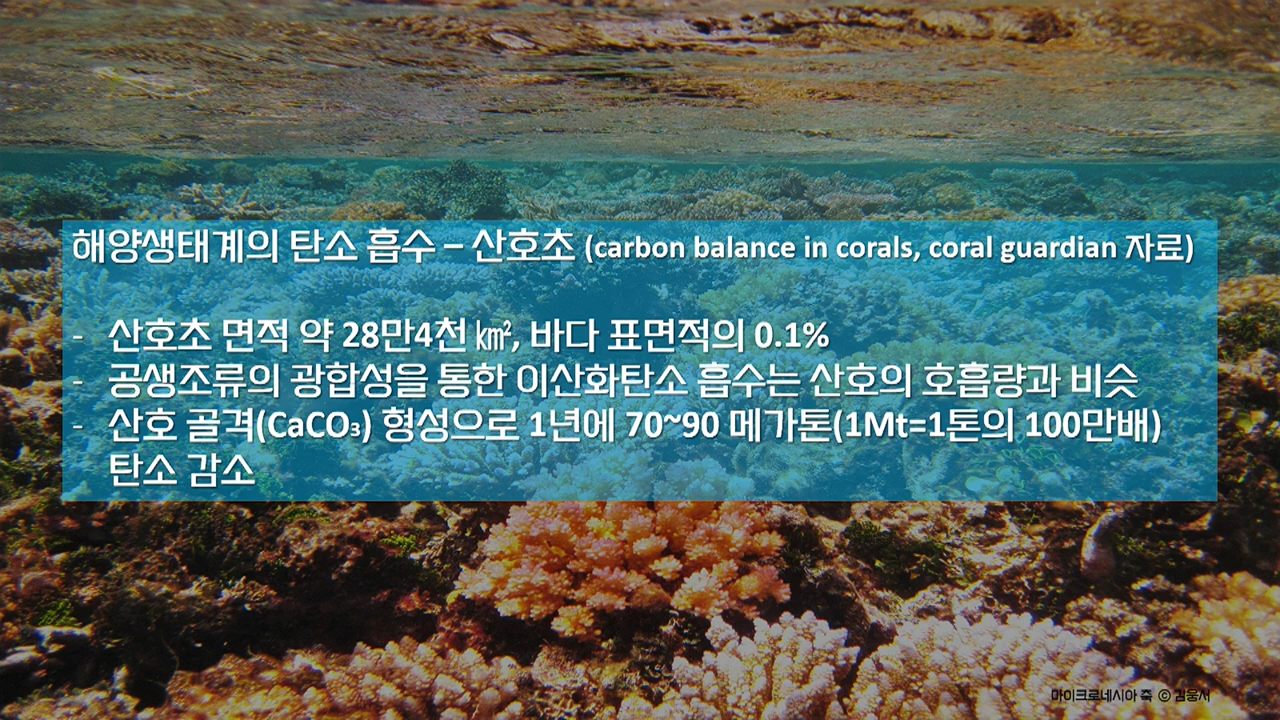 해양생태계의 탄소 흡수 – 산호초 (carbon balance in corals, coral guardian 자료)
- 산호초 면적 약 28만4천 ㎢, 바다 표면적의 0.1%
- 공생조류의 광합성을 통한 이산화탄소 흡수는 산호의 호흡량과 비슷
- 산호 골격(CaCO₃) 형성으로 1년에 70~90 메가톤(1Mt=1톤의 100만배)
탄소 감소
마이크로네시아 축 © 김웅서